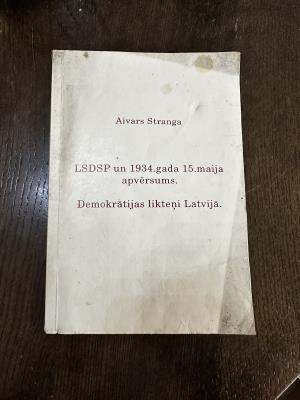 Aivars Stranga
LSDSP un 1934.gada 15.maija
apvērsums.
Demokrātijas likteņi Latvijā.